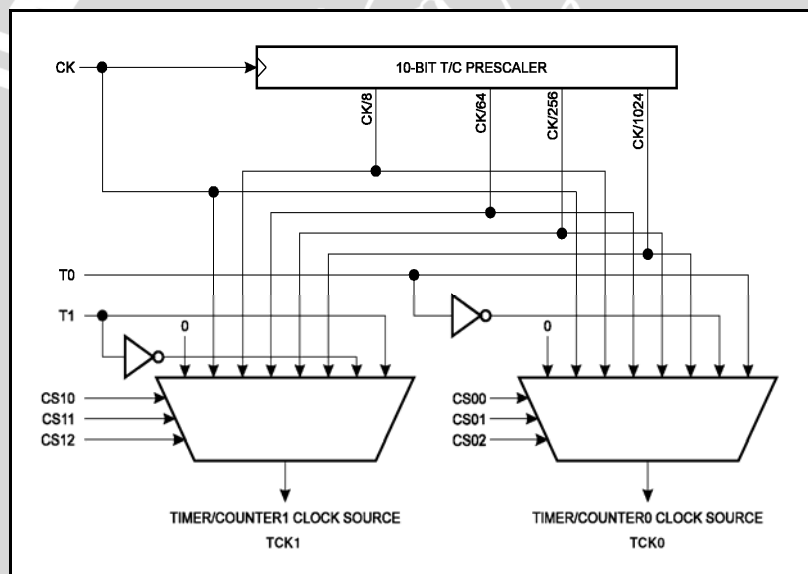 CK
10-BIT T/C PRESCALER
CK/8
CK/64
CK/256
CK/1024
T0
T1
0
0
CS10
CS11
CS12
CS00
CS01
CS02
TIMER/COUNTER1 CLOCK SOURCE
TCK1
TIMER/COUNTER0 CLOCK SOURCE
TCK0